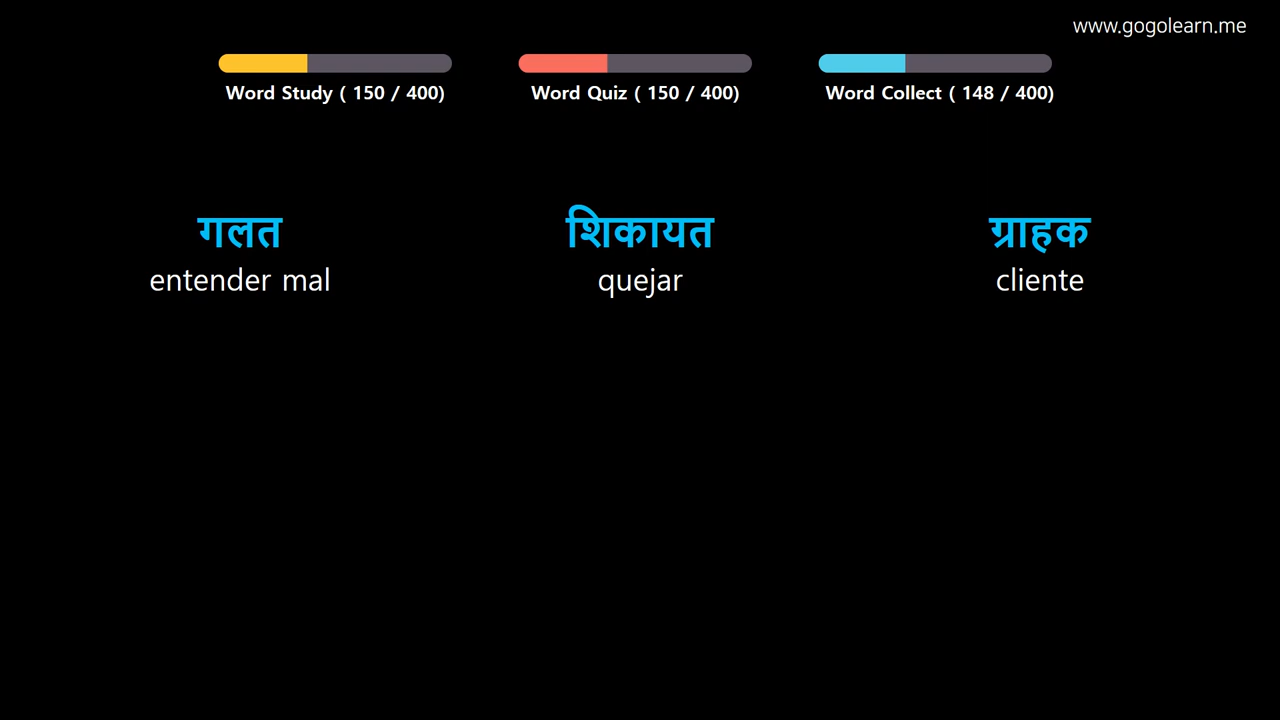 www.gogolearn.me
Word Study ( 150 / 400) Word Quiz ( 150 / 400) Word Collect ( 148 / 400)
गलत शिकायत ग्राहक
entender mal quejar cliente